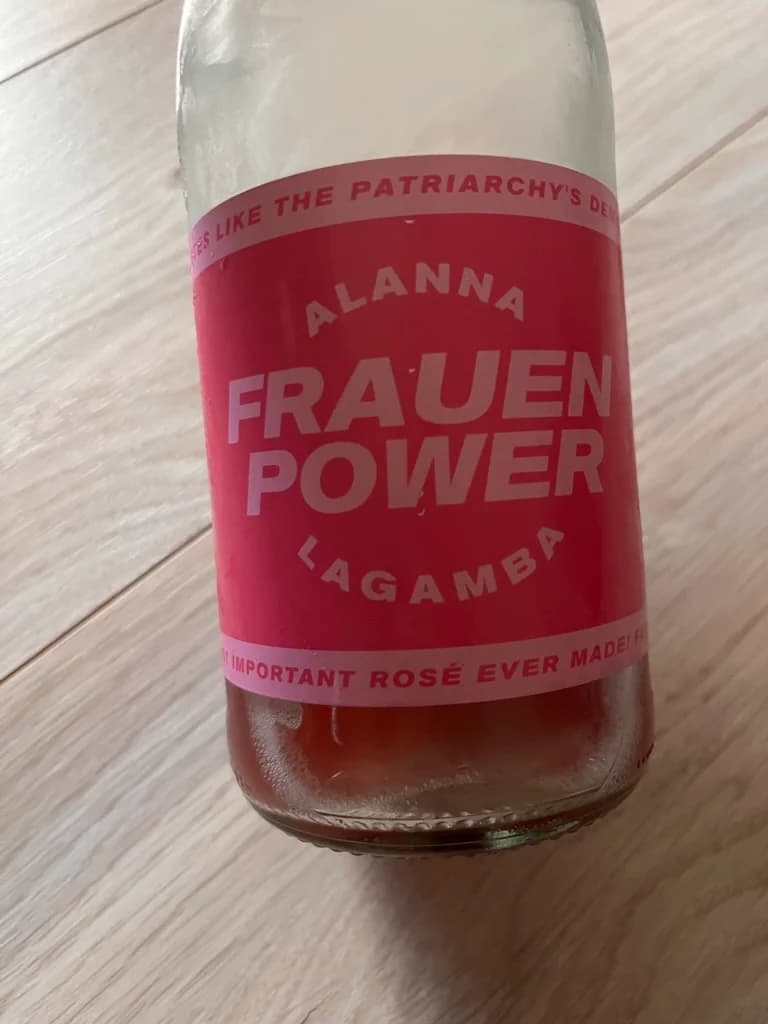 LIKE THE PATRIARCHY'S
ALANNA
FRAUEN
POWER
LAGAMBA
IMPORTANT ROSÉ EVER MADE!